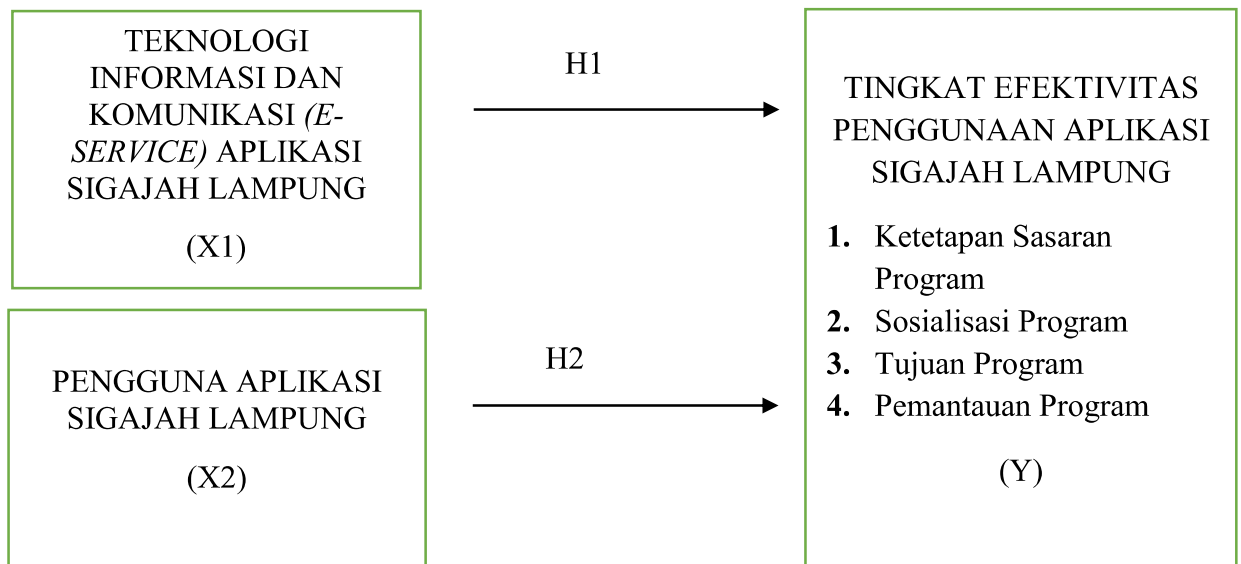 TEKNOLOGI
INFORMASI DAN
KOMUNIKASI (E-
SERVICE) APLIKASI
SIGAJAH LAMPUNG
(X1)
H1
PENGGUNA APLIKASI
SIGAJAH LAMPUNG
(X2)
H2
TINGKAT EFEKTIVITAS
PENGGUNAAN APLIKASI
SIGAJAH LAMPUNG
1. Ketetapan Sasaran
Program
2. Sosialisasi Program
3. Tujuan Program
4. Pemantauan Program
(Y)